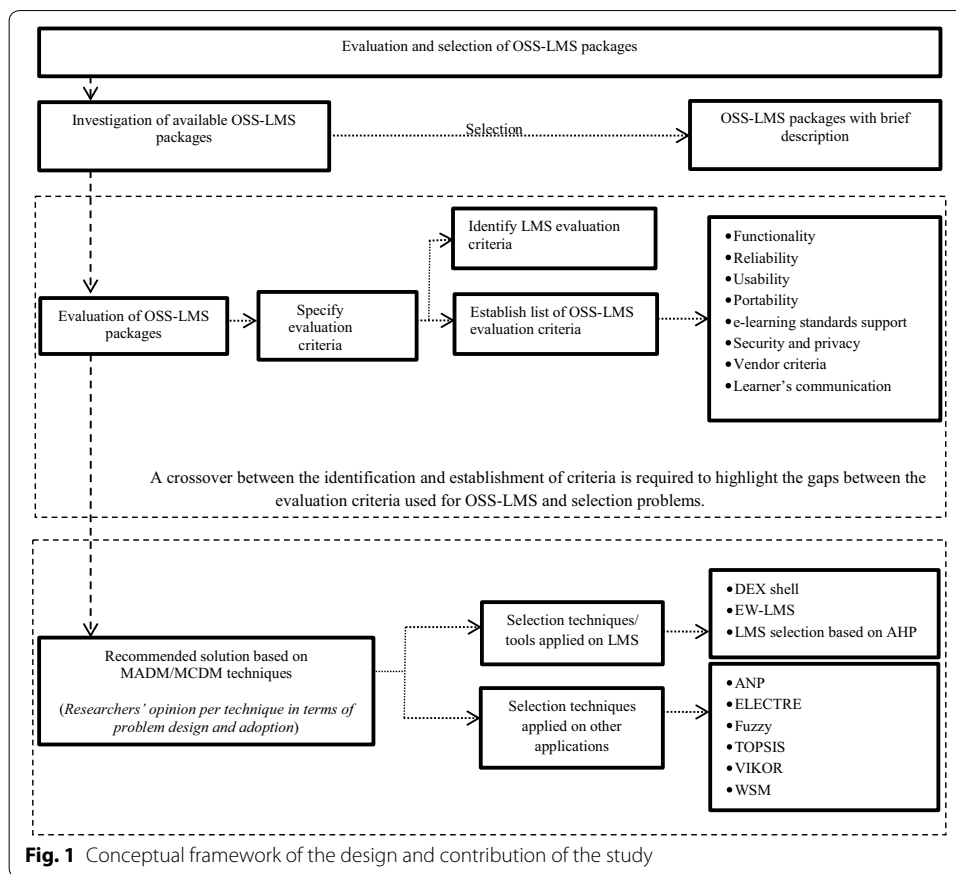 Evaluation and selection of OSS-LMS packages
Investigation of available OSS-LMS
packages
Selection
OSS-LMS packages with brief
description
Identify LMS evaluation
criteria
Evaluation of OSS-LMS
packages
Specify
evaluation
criteria
Establish list of OSS-LMS
evaluation criteria
•Functionality
•Reliability
•Usability
•Portability
•e-learning standards support
•Security and privacy
•Vendor criteria
•Learner's communication
A crossover between the identification and establishment of criteria is required to highlight the gaps between the
evaluation criteria used for OSS-LMS and selection problems.
Recommended solution based on
MADM/MCDM techniques
(Researchers' opinion per technique in terms of
problem design and adoption)
Selection techniques/
tools applied on LMS
•DEX shell
•EW-LMS
•LMS selection based on AHP
Selection techniques
applied on other
applications
•ANP
•ELECTRE
•Fuzzy
•TOPSIS
•VIKOR
•WSM
Fig. 1 Conceptual framework of the design and contribution of the study